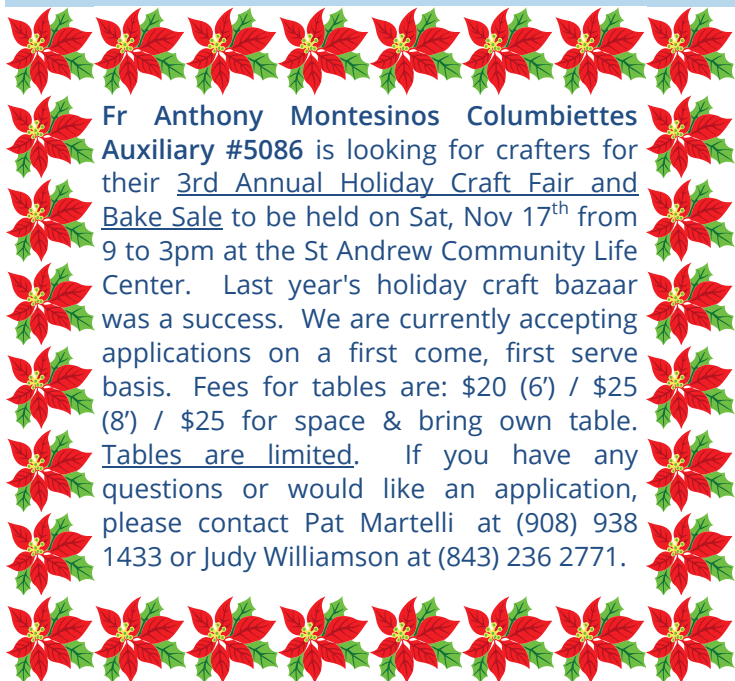 Fr Anthony Montesinos Columbiettes
Auxiliary #5086 is looking for crafters for
their 3rd Annual Holiday Craft Fair and
Bake Sale to be held on Sat, Nov 17th from
9 to 3pm at the St Andrew Community Life
Center. Last year's holiday craft bazaar
was a success. We are currently accepting
applications on a first come, first serve
basis. Fees for tables are: $20 (6’) / $25
(8’) / $25 for space & bring own table.
Tables are limited. If you have any
questions or would like an application,
please contact Pat Martelli at (908) 938
1433 or Judy Williamson at (843) 236 2771.